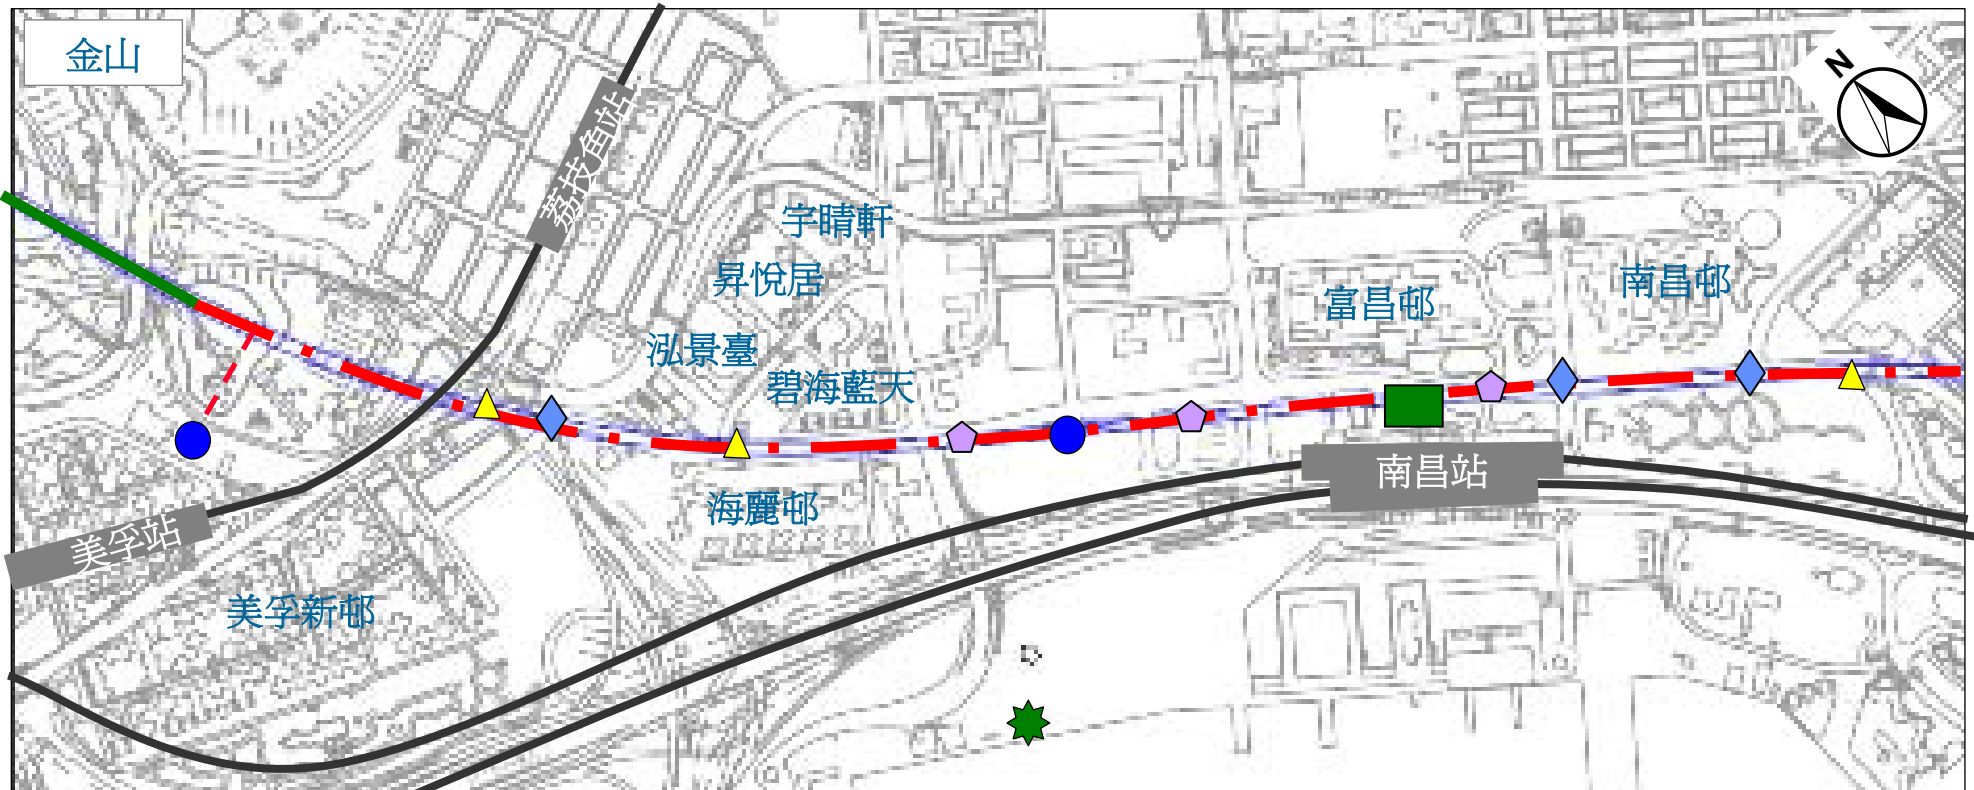 金山
N
荔枝角站
宇晴軒
昇悅居
南昌邨
富昌邨
泓景臺
碧海藍天
南昌站
海麗邨
美孚站
美孚新邨